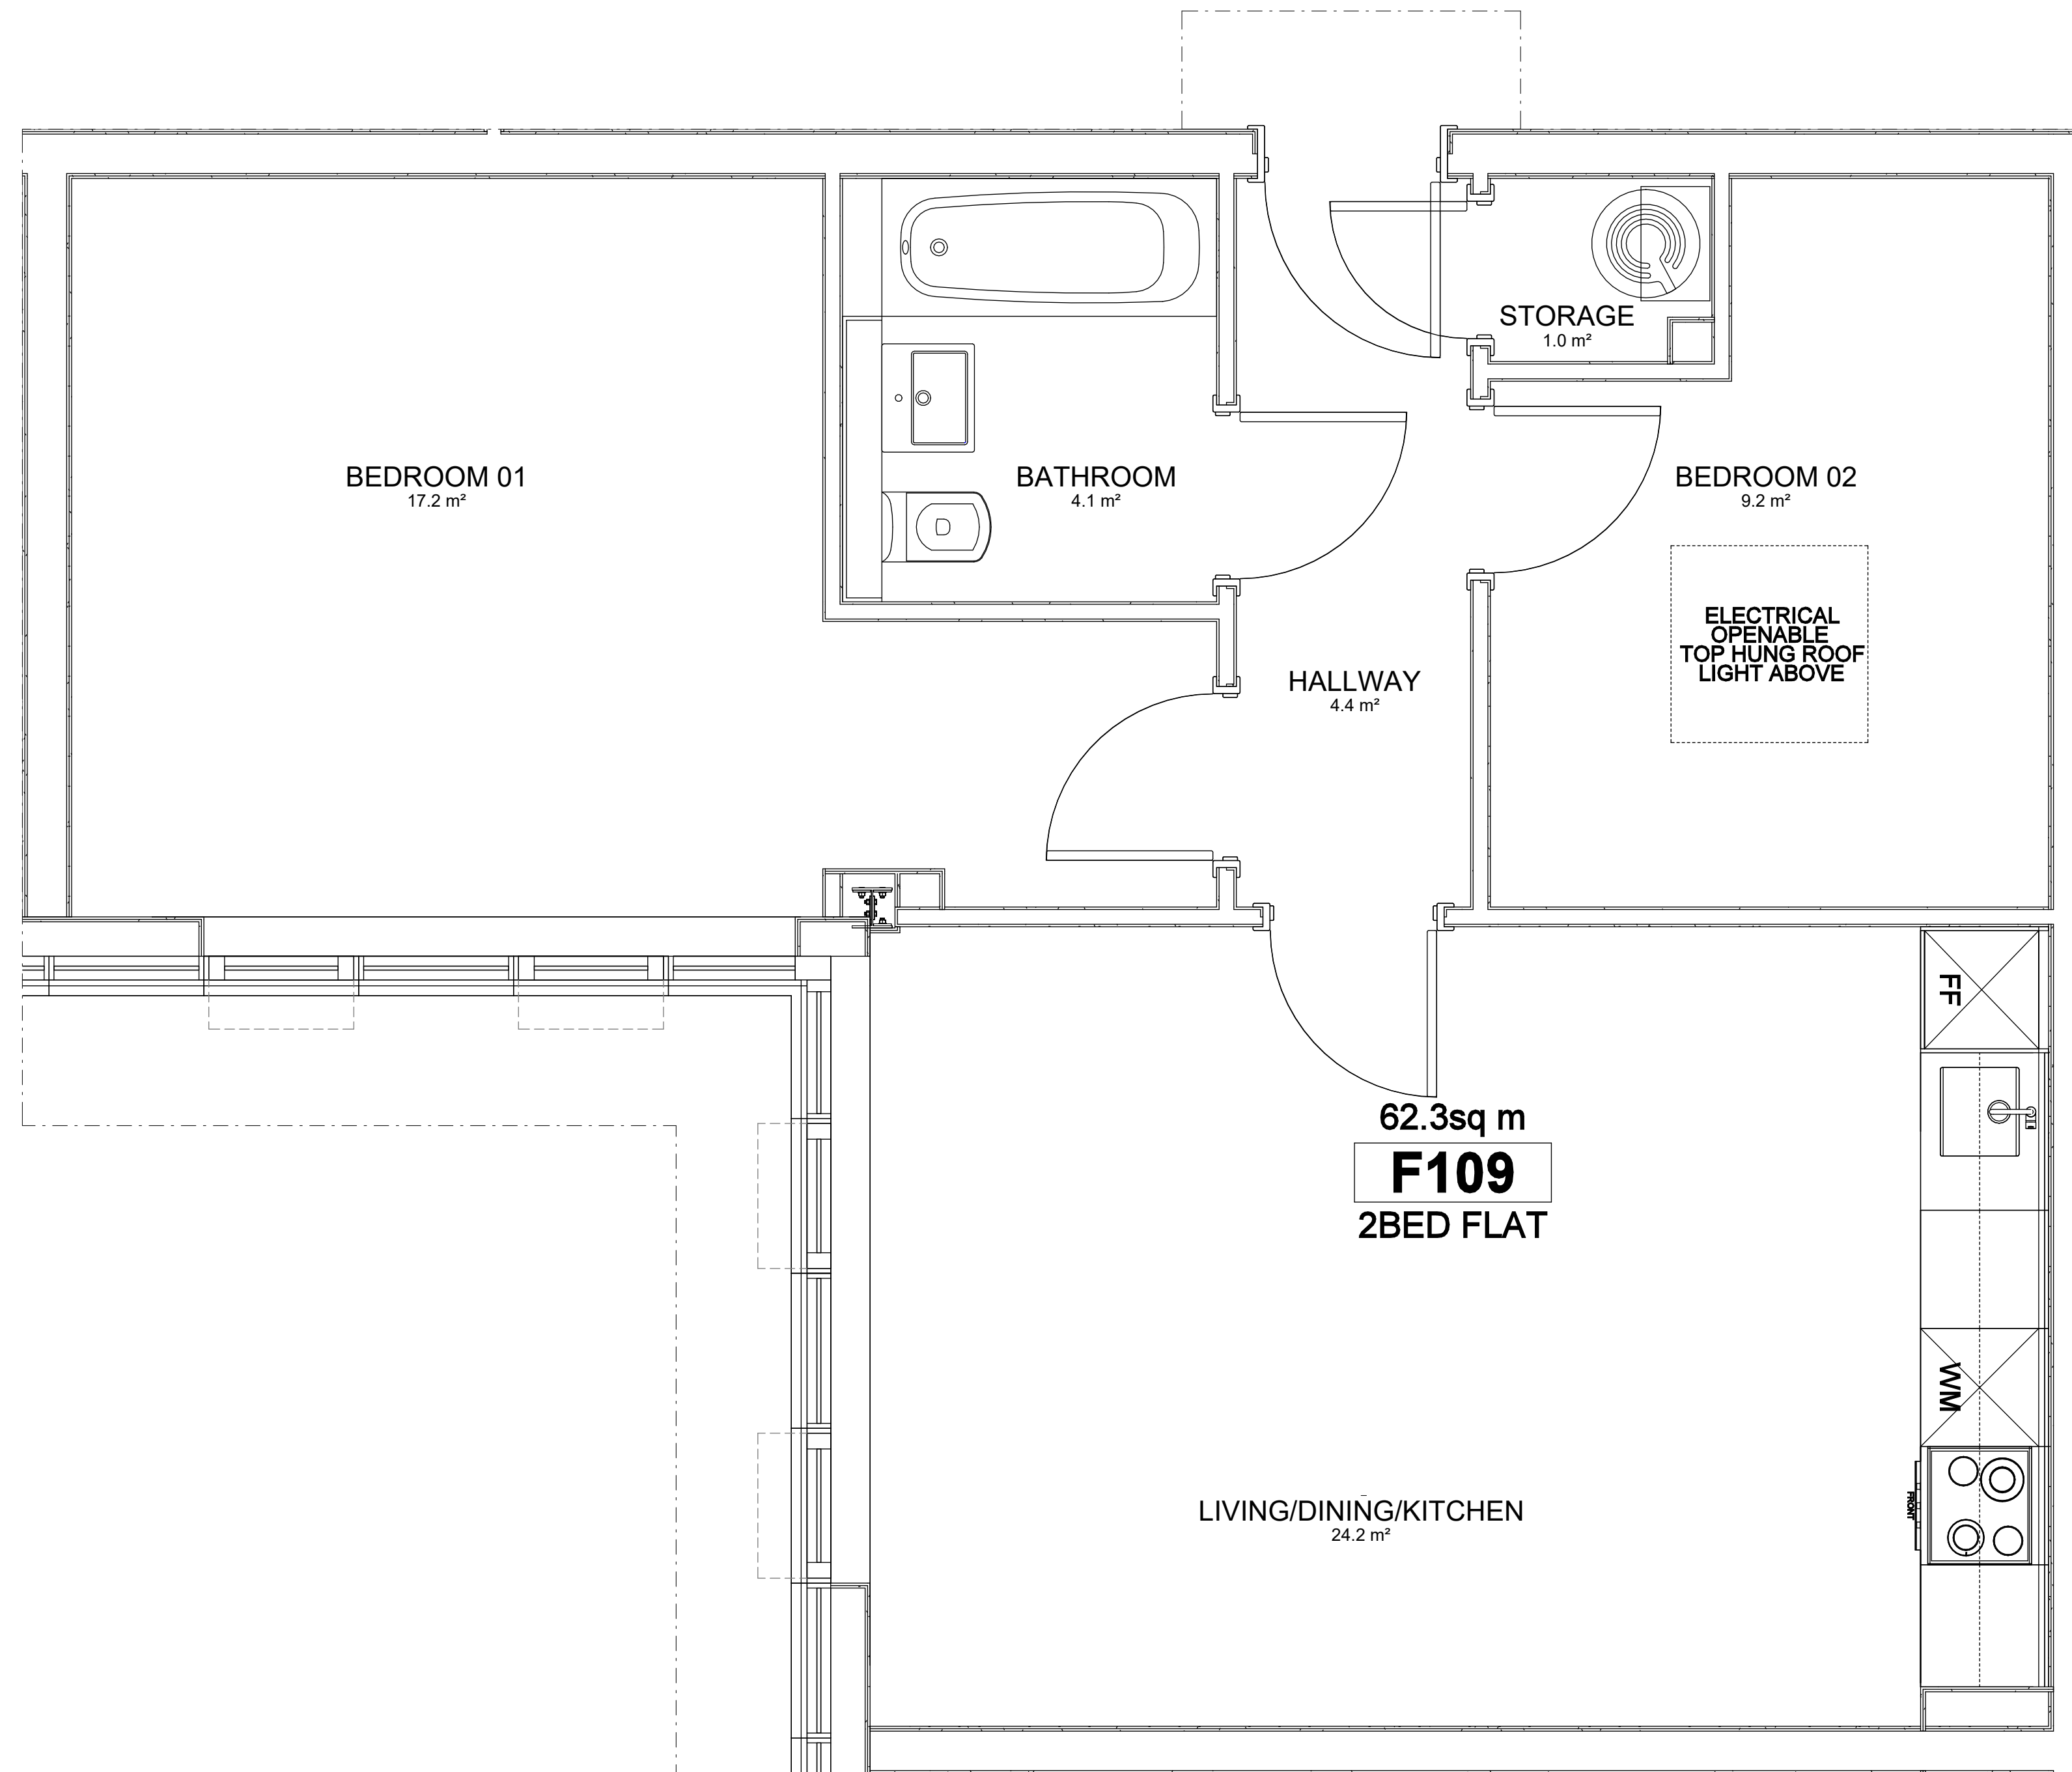 STORAGE
1.0 m²
BEDROOM 01
17.2 m²
BATHROOM
4.1 m²
BEDROOM 02
9.2 m²
ELECTRICAL
OPENABLE
TOP HUNG ROOF
LIGHT ABOVE
HALLWAY
4.4 m²
FF
62.3sq m
F109
2BED FLAT
WM
FRONT
LIVING/DINING/KITCHEN
24.2 m²